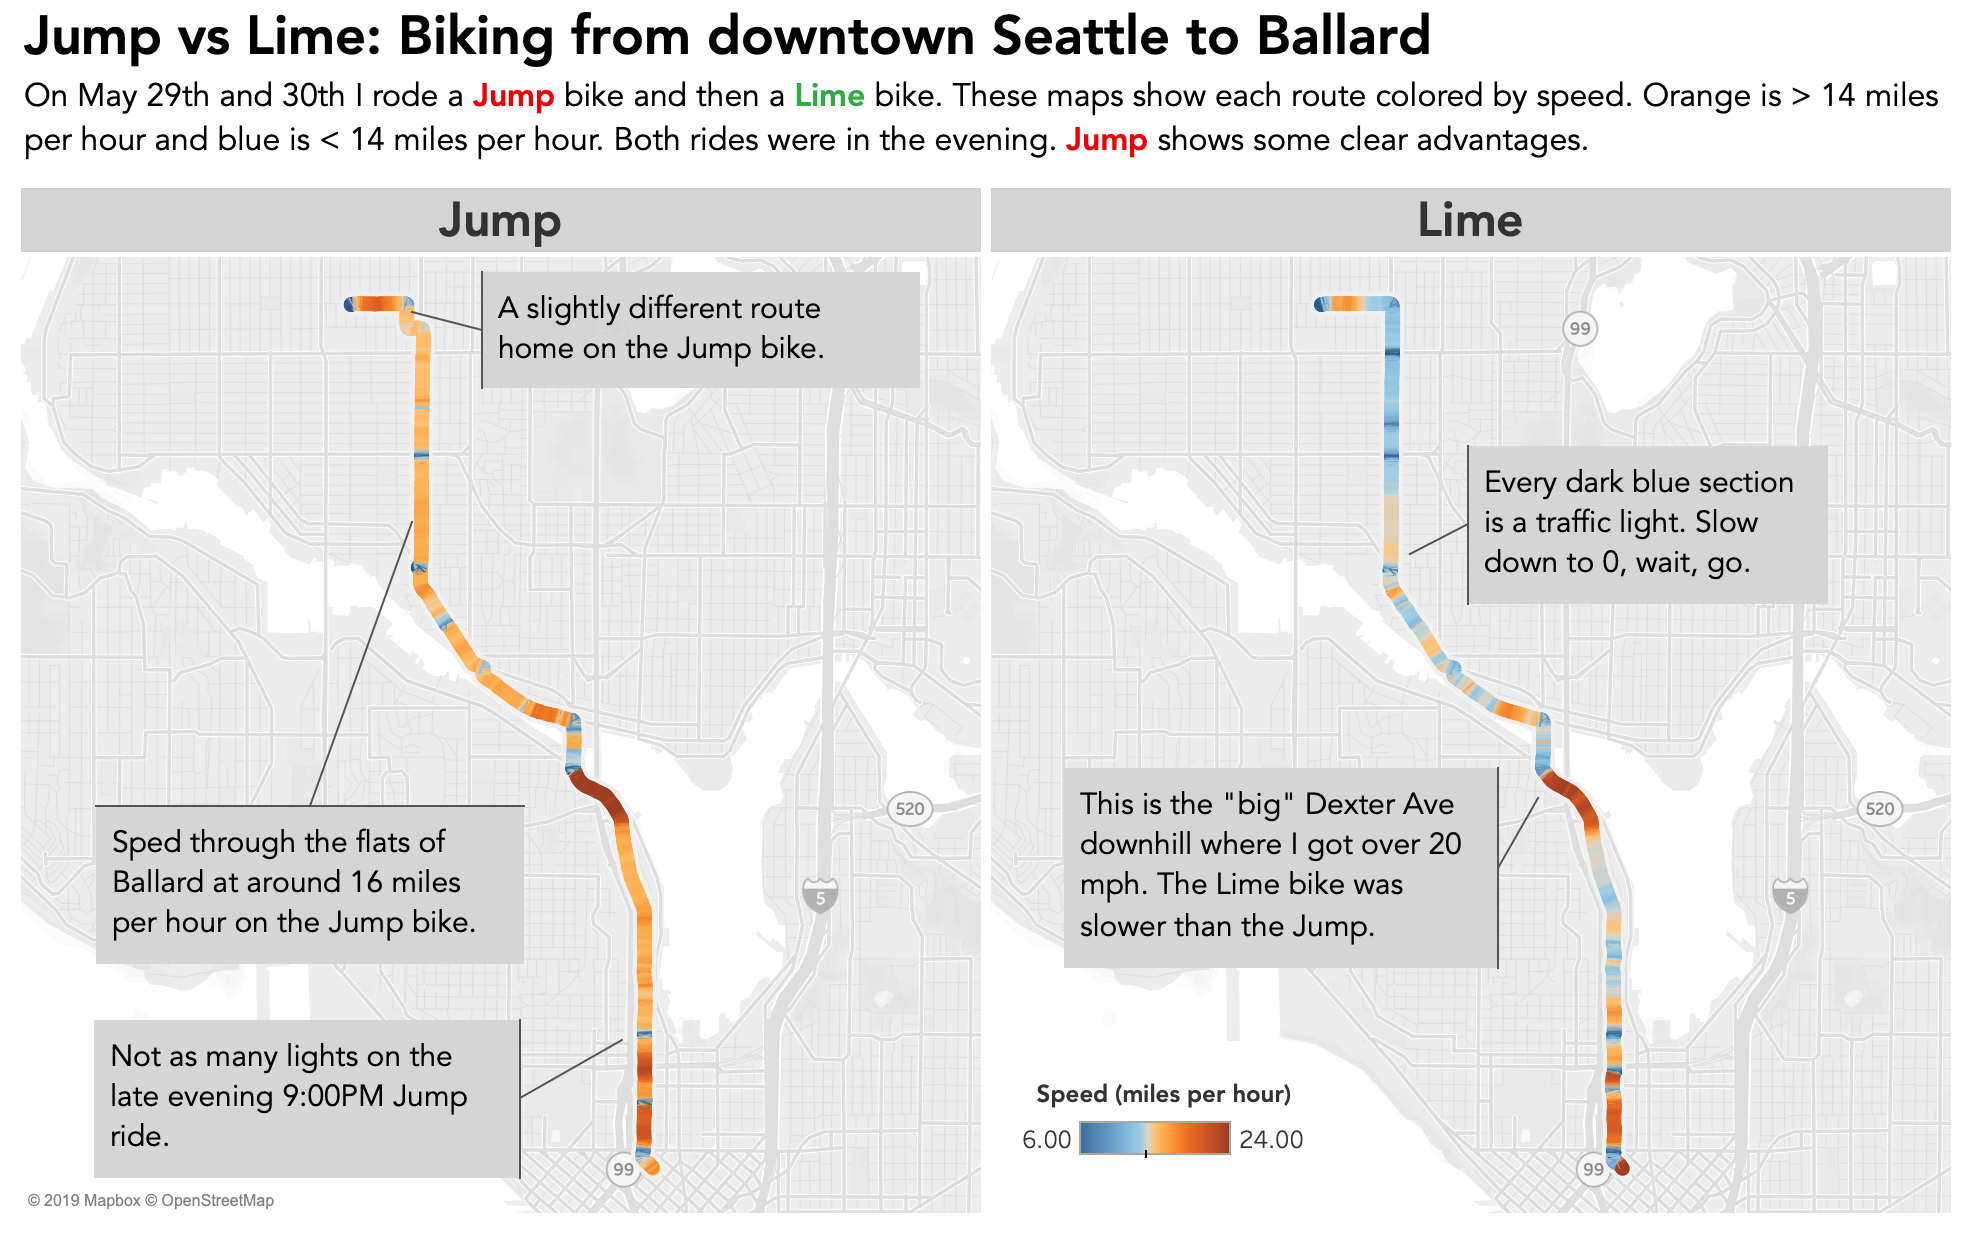 Jump vs Lime: Biking from downtown Seattle to Ballard
On May 29th and 30th I rode a Jump bike and then a Lime bike. These maps show each route colored by speed. Orange is > 14 miles
per hour and blue is < 14 miles per hour. Both rides were in the evening. Jump shows some clear advantages.
Jump
A slightly different route
home on the Jump bike.
Sped through the flats of
Ballard at around 16 miles
per hour on the Jump bike.
520
5
Not as many lights on the
late evening 9:00PM Jump
ride.
99
© 2019 Mapbox © OpenStreetMap
Lime
99
Every dark blue section
is a traffic light. Slow
down to 0, wait, go.
This is the "big" Dexter Ave
downhill where I got over 20
mph. The Lime bike was
slower than the Jump.
520
5
Speed (miles per hour)
6.00 24.00
99